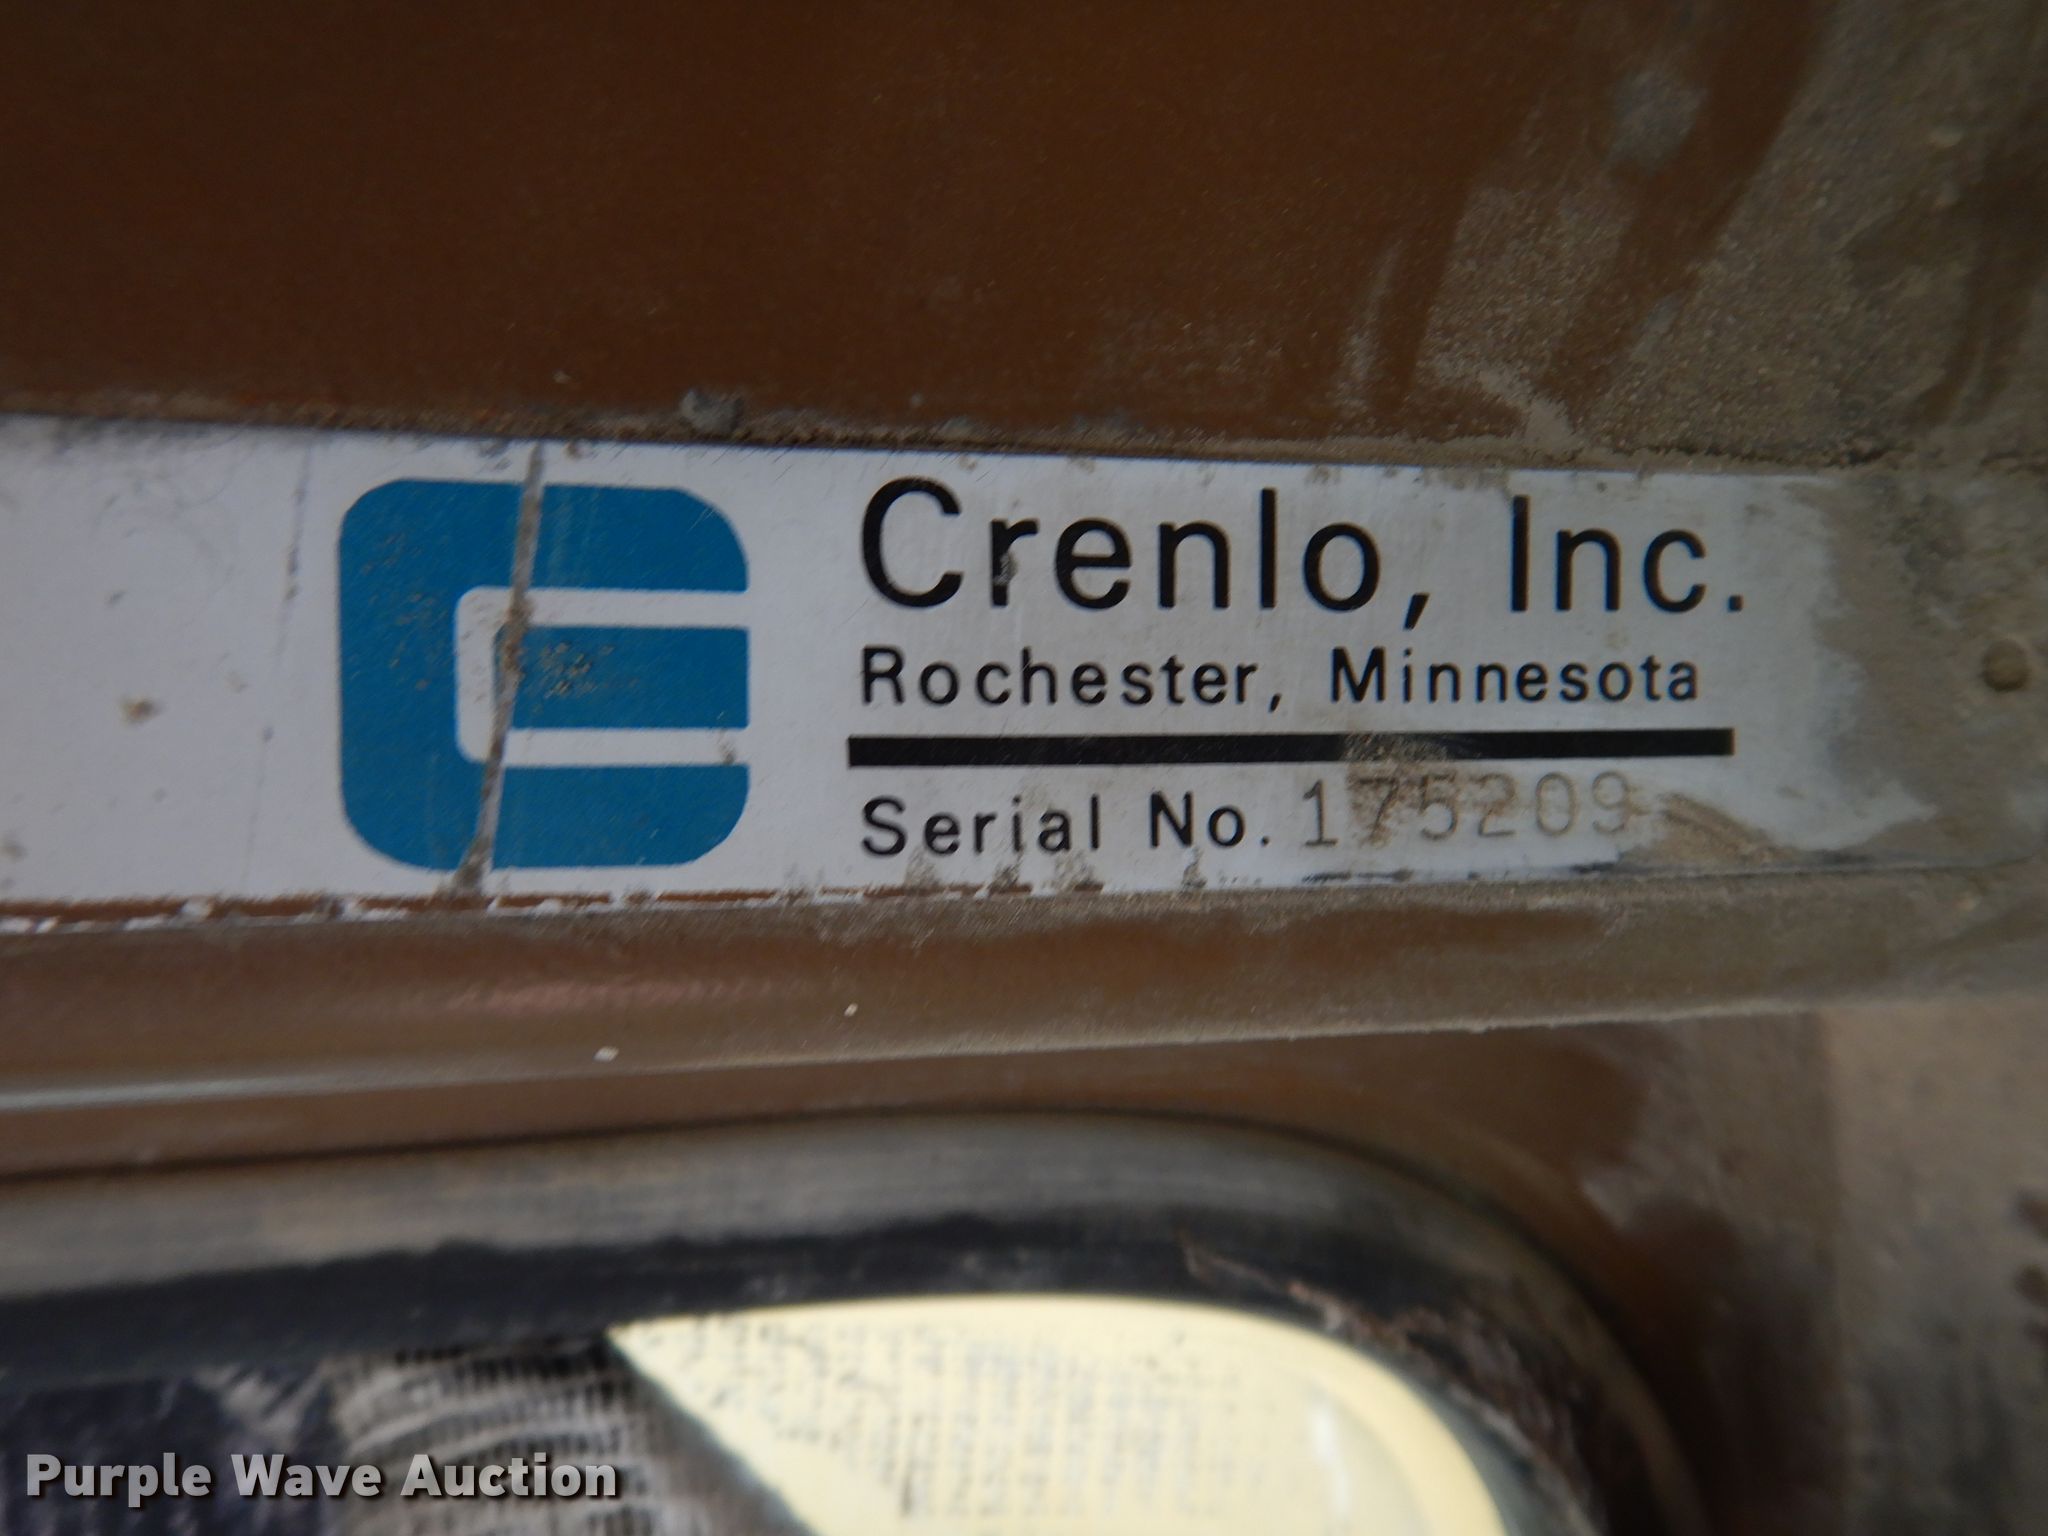 Crenlo, Inc.
Rochester, Minnesota
Serial No. 175209
Purple Wave Auction